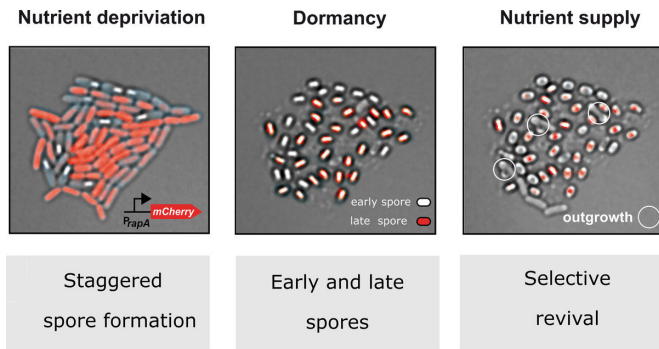 Nutrient depriviation
Dormancy
Nutrient supply
PrapA
mCherry
early spore
late spore
outgrowth
Staggered
spore formation
Early and late
spores
Selective
revival